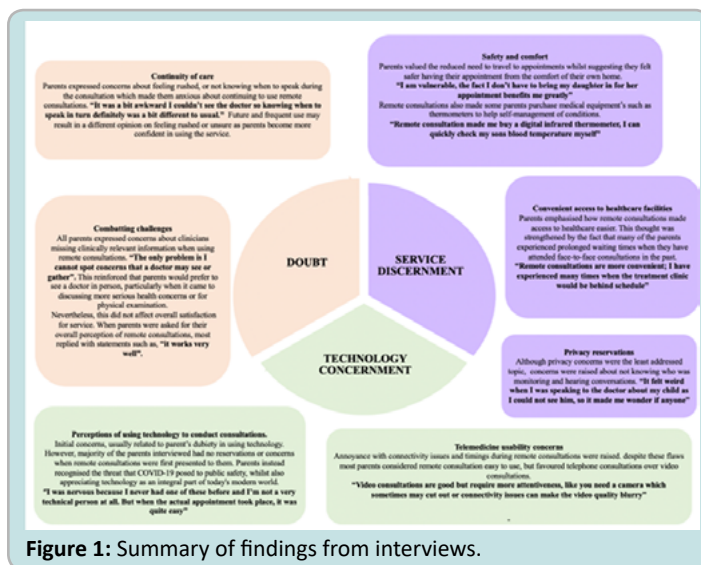 Continuity of care
Parents expressed concerns about feeling rushed, or not knowing when to speak during
the consultation which made them anxious about continuing to use remote
consultations. "It was a bit awkward I couldn't see the doctor so knowing when to
speak in turn definitely was a bit different to usual." Future and frequent use may
result in a different opinion on feeling rushed or unsure as parents become more
confident in using the service.
Safety and comfort
Parents valued the reduced need to travel to appointments whilst suggesting they felt
safer having their appointment from the comfort of their own home.
"I am vulnerable, the fact I don't have to bring my daughter in for her
appointment benefits me greatly"
Remote consultations also made some parents purchase medical equipment's such as
thermometers to help self-management of conditions.
"Remote consultation made me buy a digital infrared thermometer, I can
quickly check my sons blood temperature myself"
Combatting challenges
All parents expressed concerns about clinicians
missing clinically relevant information when using
remote consultations. "The only problem is I
cannot spot concerns that a doctor may see or
gather". This reinforced that parents would prefer to
see a doctor in person, particularly when it came to
discussing more serious health concerns or for
physical examination.
Nevertheless, this did not affect overall satisfaction
for service. When parents were asked for their
overall perception of remote consultations, most
replied with statements such as, "it works very
well".
DOUBT
SERVICE
DISCERNMENT
TECHNOLOGY
CONCERNMENT
Convenient access to healthcare facilities
Parents emphasised how remote consultations made
access to healthcare easier. This thought was
strengthened by the fact that many of the parents
experienced prolonged waiting times when they have
attended face-to-face consultations in the past.
"Remote consultations are more convenient; I have
experienced many times when the treatment clinic
would be behind schedule"
Privacy reservations
Although privacy concerns were the least addressed
topic, concerns were raised about not knowing who was
monitoring and hearing conversations. "It felt weird
when I was speaking to the doctor about my child as
I could not see him, so it made me wonder if anyone"
Perceptions of using technology to conduct consultations.
Initial concerns, usually related to parent's dubiety in using technology.
However, majority of the parents interviewed had no reservations or concerns
when remote consultations were first presented to them. Parents instead
recognised the threat that COVID-19 posed to public safety, whilst also
appreciating technology as an integral part of today's modern world.
"I was nervous because I never had one of these before and I'm not a very
technical person at all. But when the actual appointment took place, it was
quite easy"
Telemedicine usability concerns
Annoyance with connectivity issues and timings during remote consultations were raised. despite these flaws
most parents considered remote consultation easy to use, but favoured telephone consultations over video
consultations.
"Video consultations are good but require more attentiveness, like you need a camera which
sometimes may cut out or connectivity issues can make the video quality blurry"
Figure 1: Summary of findings from interviews.